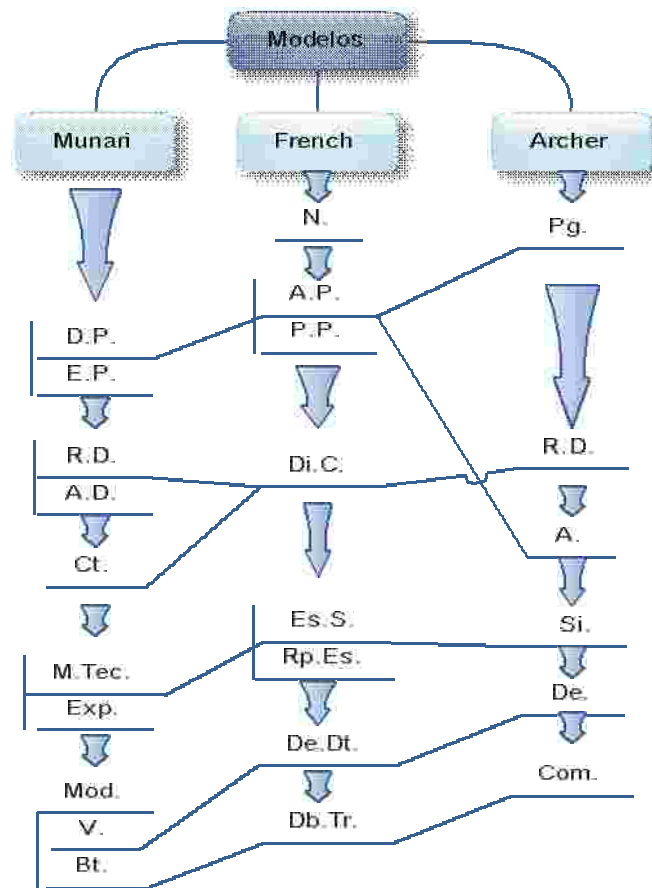 Modelos
Munari
D.P.
E.P.
R.D.
A.D.
Ct.
M.Tec.
Exp.
Mod.
V.
Bt.
French
N.
A.P.
P.P.
Di.C.
Es.S.
Rp.Es.
De.Dt.
Db.Tr.
Archer
Pg.
R.D.
A.
Si.
De.
Com.